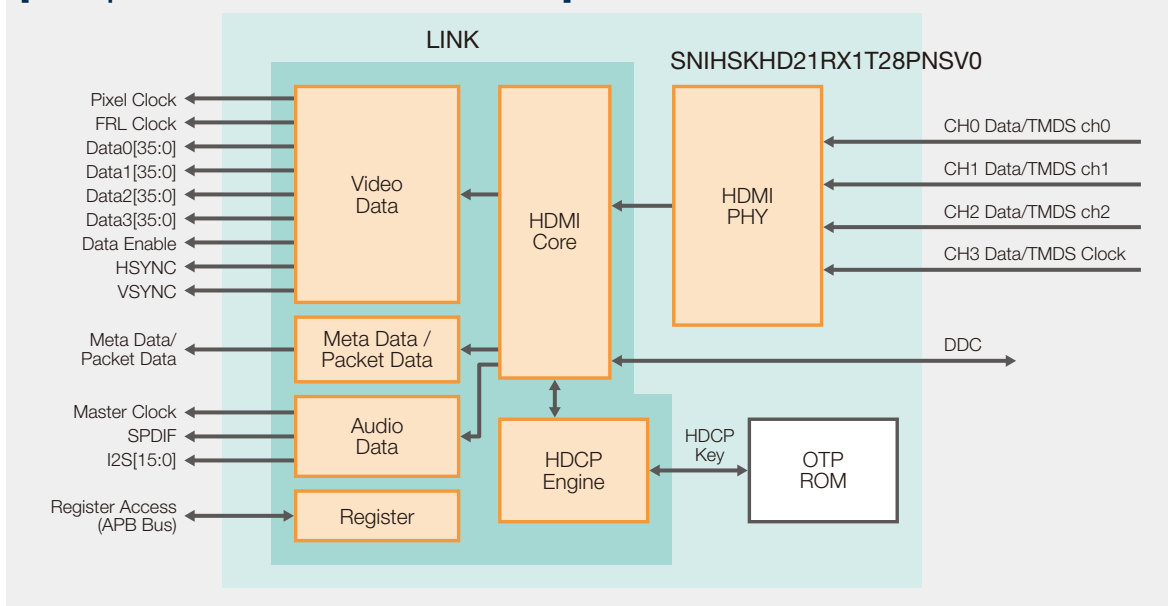 LINK
SNIHSKHD21RX1T28PNSV0
Pixel Clock
FRL Clock
Data0[35:0]
Data1[35:0]
Data2[35:0]
Data3[35:0]
Data Enable
HSYNC
VSYNC
Video
Data
HDMI
Core
HDMI
PHY
CH0 Data/TMDS ch0
CH1 Data/TMDS ch1
CH2 Data/TMDS ch2
CH3 Data/TMDS Clock
Meta Data/
Packet Data
Meta Data /
Packet Data
DDC
Master Clock
SPDIF
I2S[15:0]
Audio
Data
HDCP
Engine
HDCP
Key
OTP
ROM
Register Access
(APB Bus)
Register